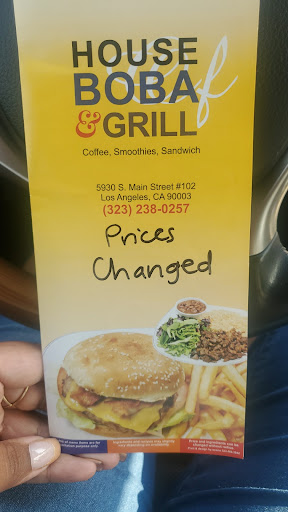 HOUSE
of
BOBA
& GRILL
Coffee, Smoothies, Sandwich
5930 S. Main Street #102
Los Angeles, CA 90003
(323) 238-0257
Prices
Changed